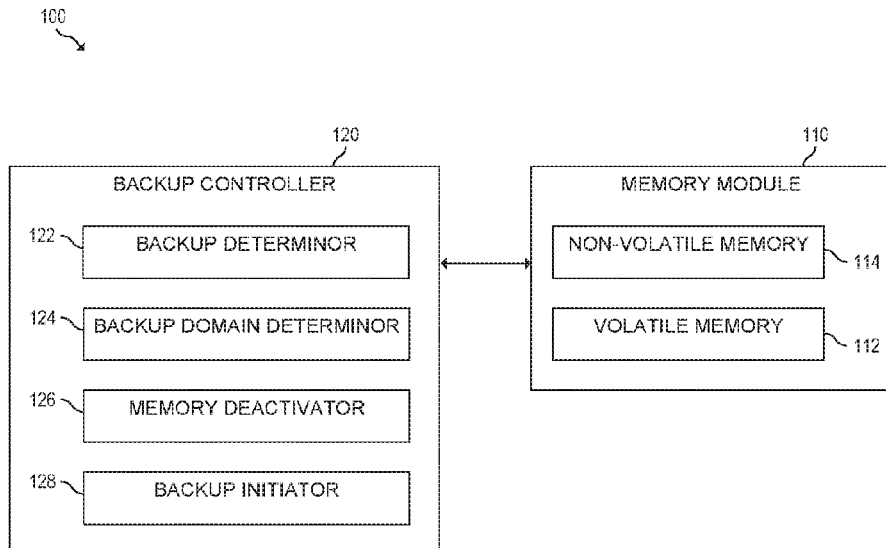 100
120
BACKUP CONTROLLER
122
BACKUP DETERMINOR
124
BACKUP DOMAIN DETERMINOR
126
MEMORY DEACTIVATOR
128
BACKUP INITIATOR
110
MEMORY MODULE
NON-VOLATILE MEMORY
114
VOLATILE MEMORY
112